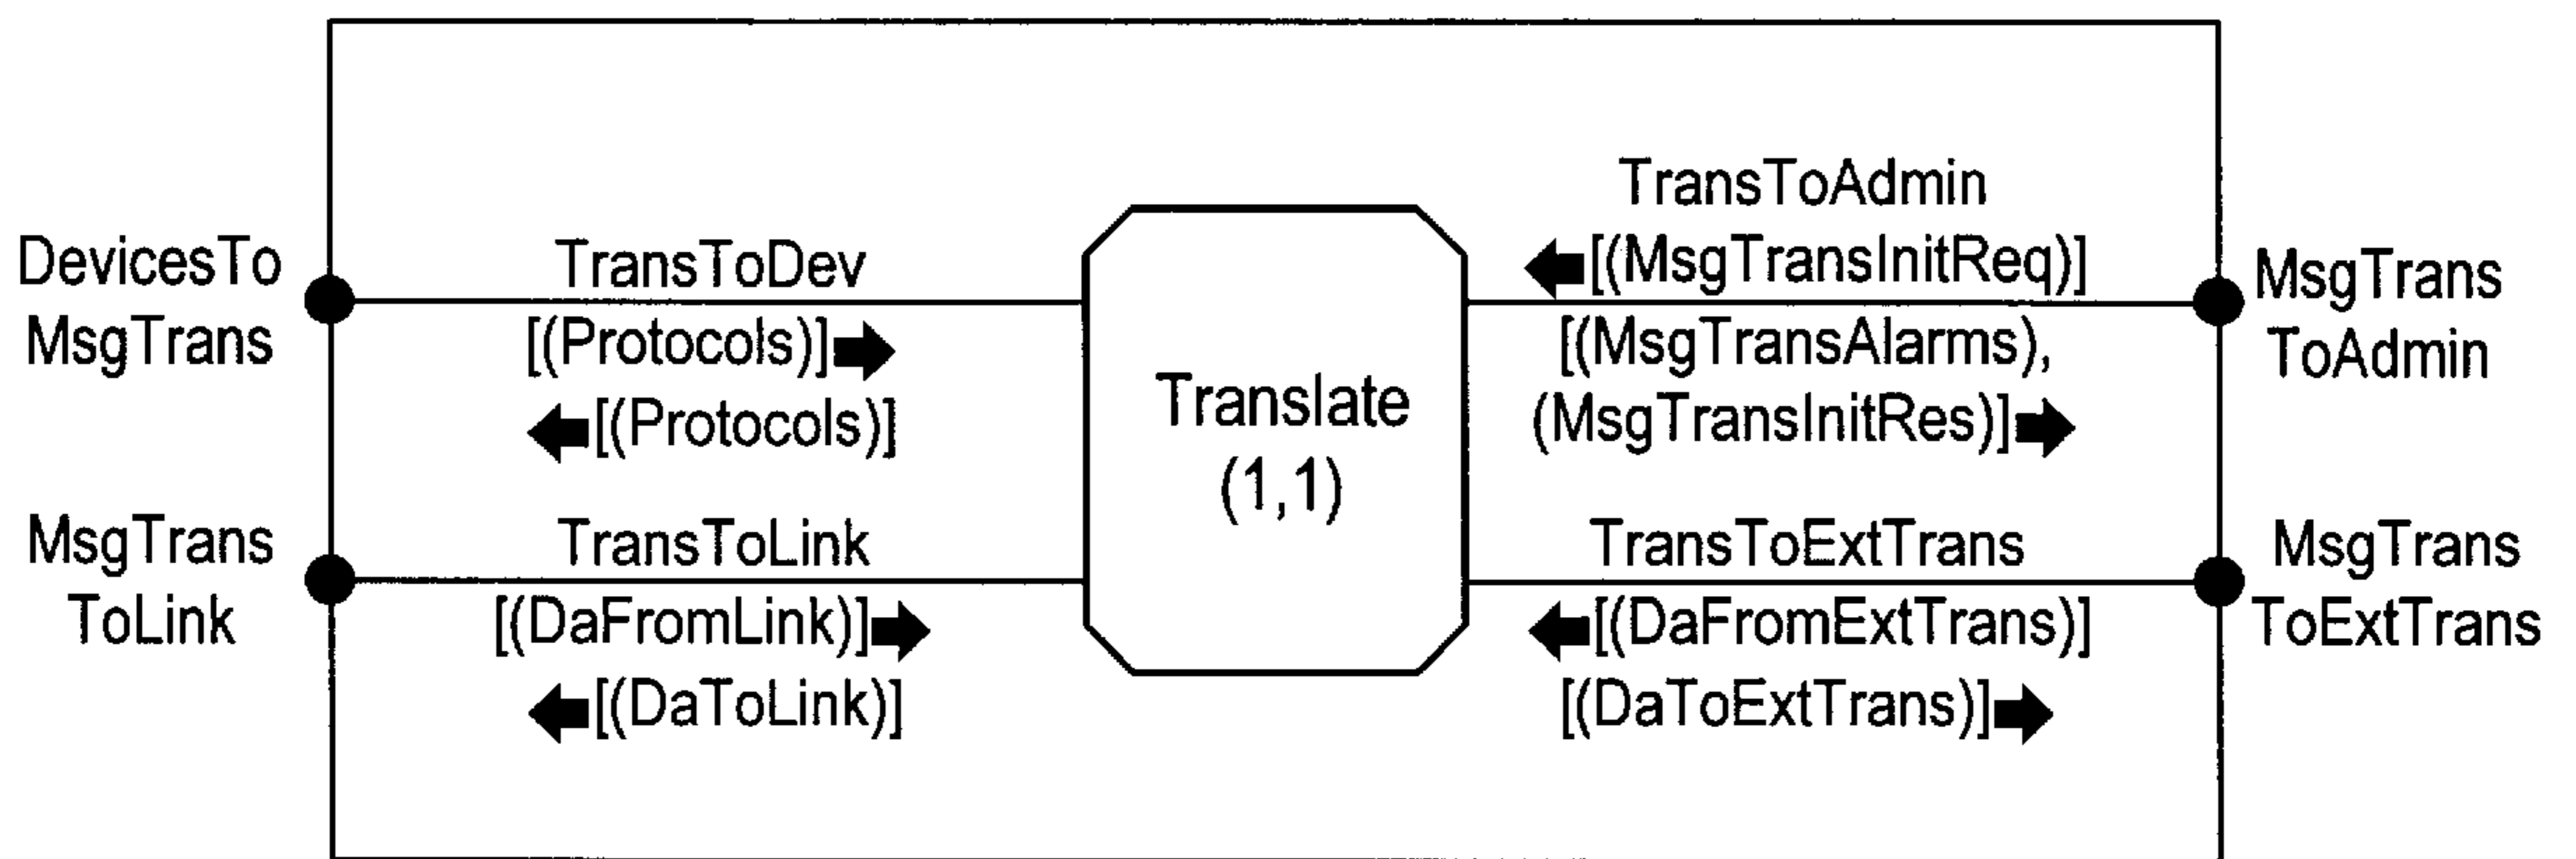 DevicesTo
MsgTrans
TransToDev
[(Protocols)]
[(Protocols)]
MsgTrans
ToLink
TransToLink
[(DaFromLink)]
[(DaToLink)]
Translate
(1,1)
TransToAdmin
[(MsgTransInitReq)]
[(MsgTransAlarms),
(MsgTransInitRes)]
MsgTrans
ToAdmin
TransToExtTrans
[(DaFromExtTrans)]
[(DaToExtTrans)]
MsgTrans
ToExtTrans